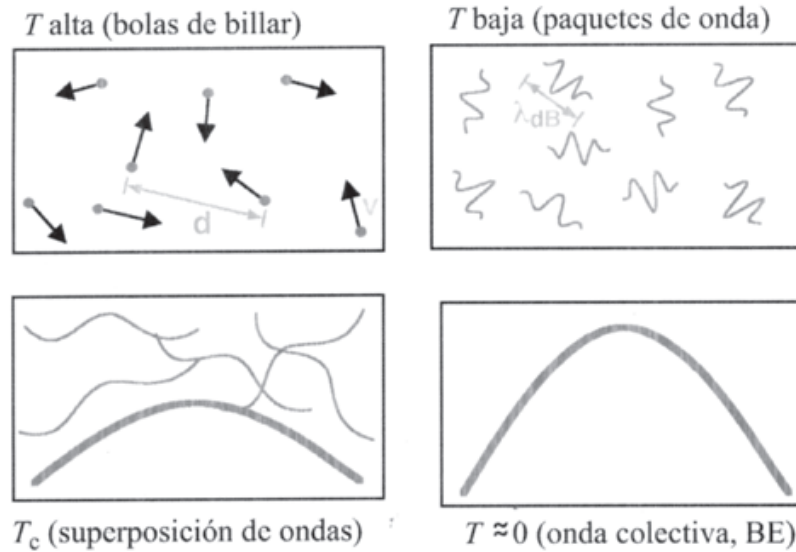 T alta (bolas de billar)
T baja (paquetes de onda)
d
v
λdB
Tc (superposición de ondas)
T ≈0 (onda colectiva, BE)